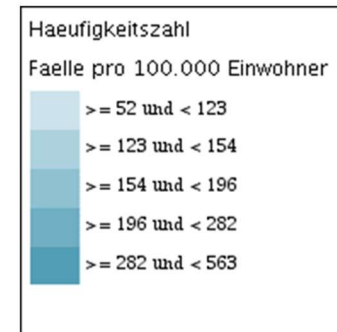 Haeufigkeitszahl
Faelle pro 100.000 Einwohner
>= 52 und < 123
>= 123 und < 154
>= 154 und < 196
>= 196 und < 282
>= 282 und < 563